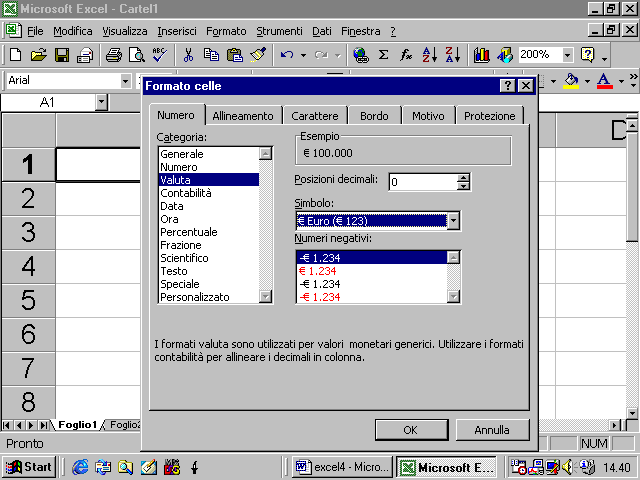 Microsoft Excel - Cartel1
File Modifica Visualizza Inserisci Formato Strumenti Dati Finestra ?
200%
Arial
A1
Formato celle
Numero Allineamento Carattere Bordo Motivo Protezione
Categoria:
Generale
Numero
Valuta
Contabilità
Data
Ora
Percentuale
Frazione
Scientifico
Testo
Speciale
Personalizzato
Esempio
€ 100.000
Posizioni decimali: 0
Simbolo:
€ Euro (€ 123)
Numeri negativi:
-€ 1.234
€ 1.234
-€ 1.234
-€ 1.234
I formati valuta sono utilizzati per valori monetari generici. Utilizzare i formati
contabilità per allineare i decimali in colonna.
OK Annulla
D
1
2
3
4
5
6
7
8
Foglio1 Foglio2
Pronto NUM
Start excel4 - Micro... Microsoft E... 14.40